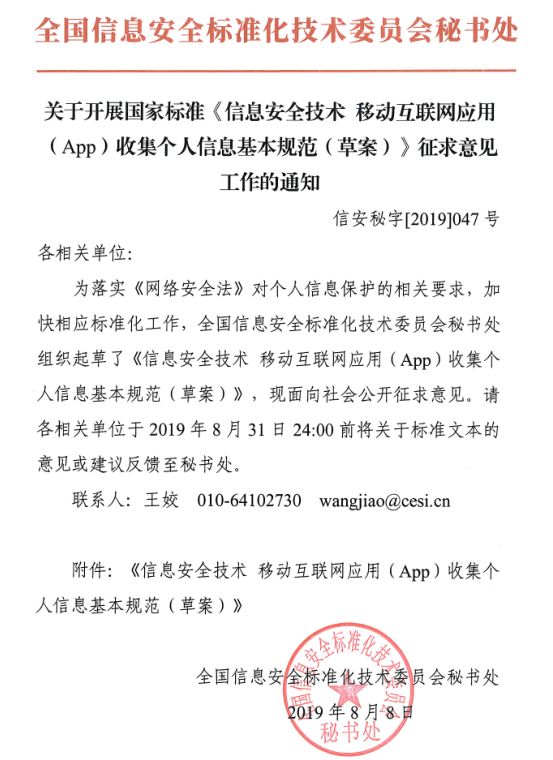 全国信息安全标准化技术委员会秘书处
关于开展国家标准《信息安全技术 移动互联网应用
（App）收集个人信息基本规范（草案）》征求意见
工作的通知
信安秘字[2019]047 号
各相关单位：
为落实《网络安全法》对个人信息保护的相关要求，加
快相应标准化工作，全国信息安全标准化技术委员会秘书处
组织起草了《信息安全技术 移动互联网应用（App）收集个
人信息基本规范（草案）》，现面向社会公开征求意见。请
各相关单位于 2019 年 8 月 31 日 24:00 前将关于标准文本的
意见或建议反馈至秘书处。
联系人：王姣 010-64102730 wangjiao@cesi.cn
附件：《信息安全技术 移动互联网应用（App）收集个
人信息基本规范（草案）》
全国信息安全标准化技术委员会秘书处
2019 年 8 月 8 日
全国信息安全标准化技术委员会
秘书处